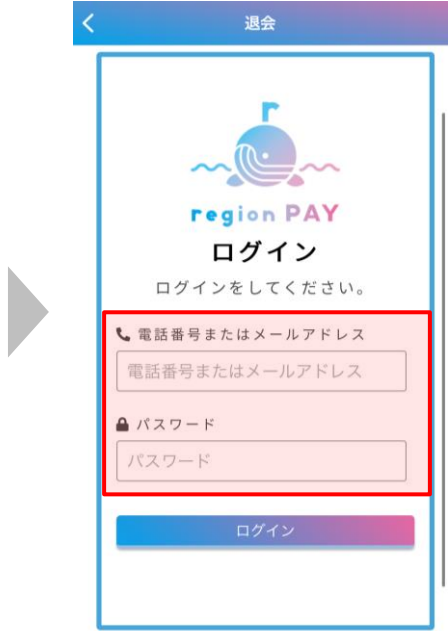 退会
region PAY
ログイン
ログインをしてください。
電話番号またはメールアドレス
電話番号またはメールアドレス
パスワード
パスワード
ログイン